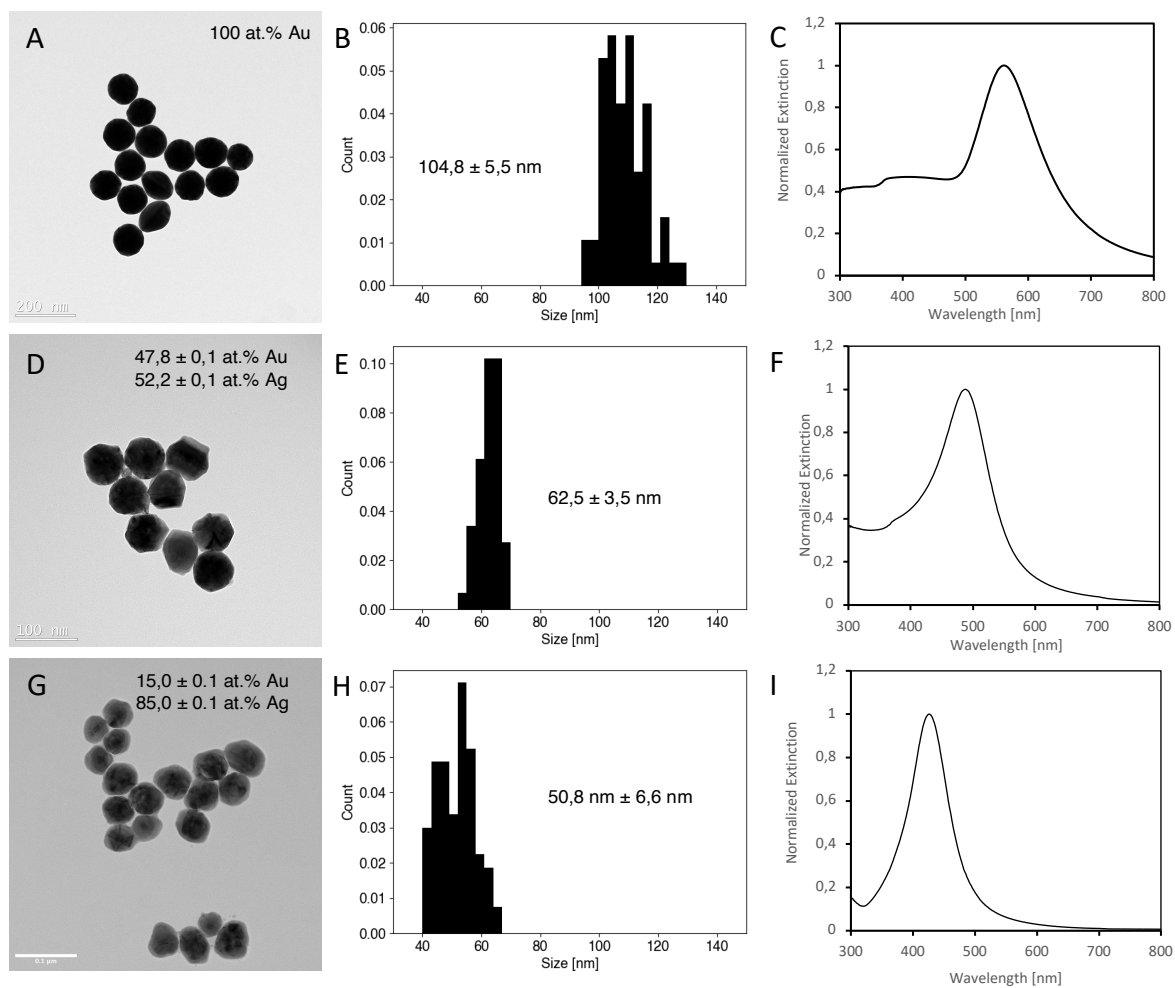 A
100 at.% Au
200 nm
B
0.06
0.05
0.04
0.03
0.02
0.01
0.00
Count
104,8 ± 5,5 nm
40 60 80 100 120 140
Size [nm]
C
1,2
1
0,8
0,6
0,4
0,2
0
Normalized Extinction
300 400 500 600 700 800
Wavelength [nm]
D
47,8 ± 0,1 at.% Au
52,2 ± 0,1 at.% Ag
100 nm
E
0.10
0.08
0.06
0.04
0.02
0.00
Count
62,5 ± 3,5 nm
40 60 80 100 120 140
Size [nm]
F
1,2
1
0,8
0,6
0,4
0,2
0
Normalized Extinction
300 400 500 600 700 800
Wavelength [nm]
G
15,0 ± 0.1 at.% Au
85,0 ± 0.1 at.% Ag
0.1 µm
H
0.07
0.06
0.05
0.04
0.03
0.02
0.01
0.00
Count
50,8 nm ± 6,6 nm
40 60 80 100 120 140
Size [nm]
I
1,2
1
0,8
0,6
0,4
0,2
0
Normalized Extinction
300 400 500 600 700 800
Wavelength [nm]